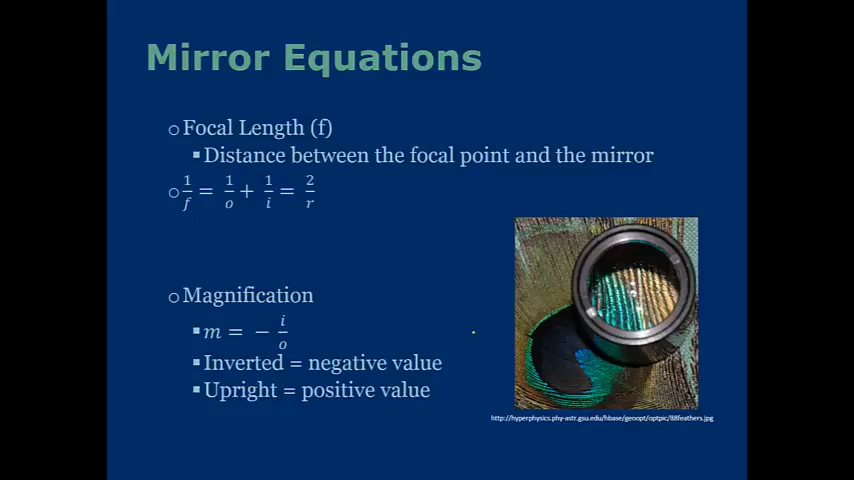 Mirror Equations
Focal Length (f)
Distance between the focal point and the mirror
1/f = 1/o + 1/i = 2/r
Magnification
m = − i/o
Inverted = negative value
Upright = positive value
http://hyperphysics.phy-astr.gsu.edu/hbase/geoopt/optpic/88feathers.jpg